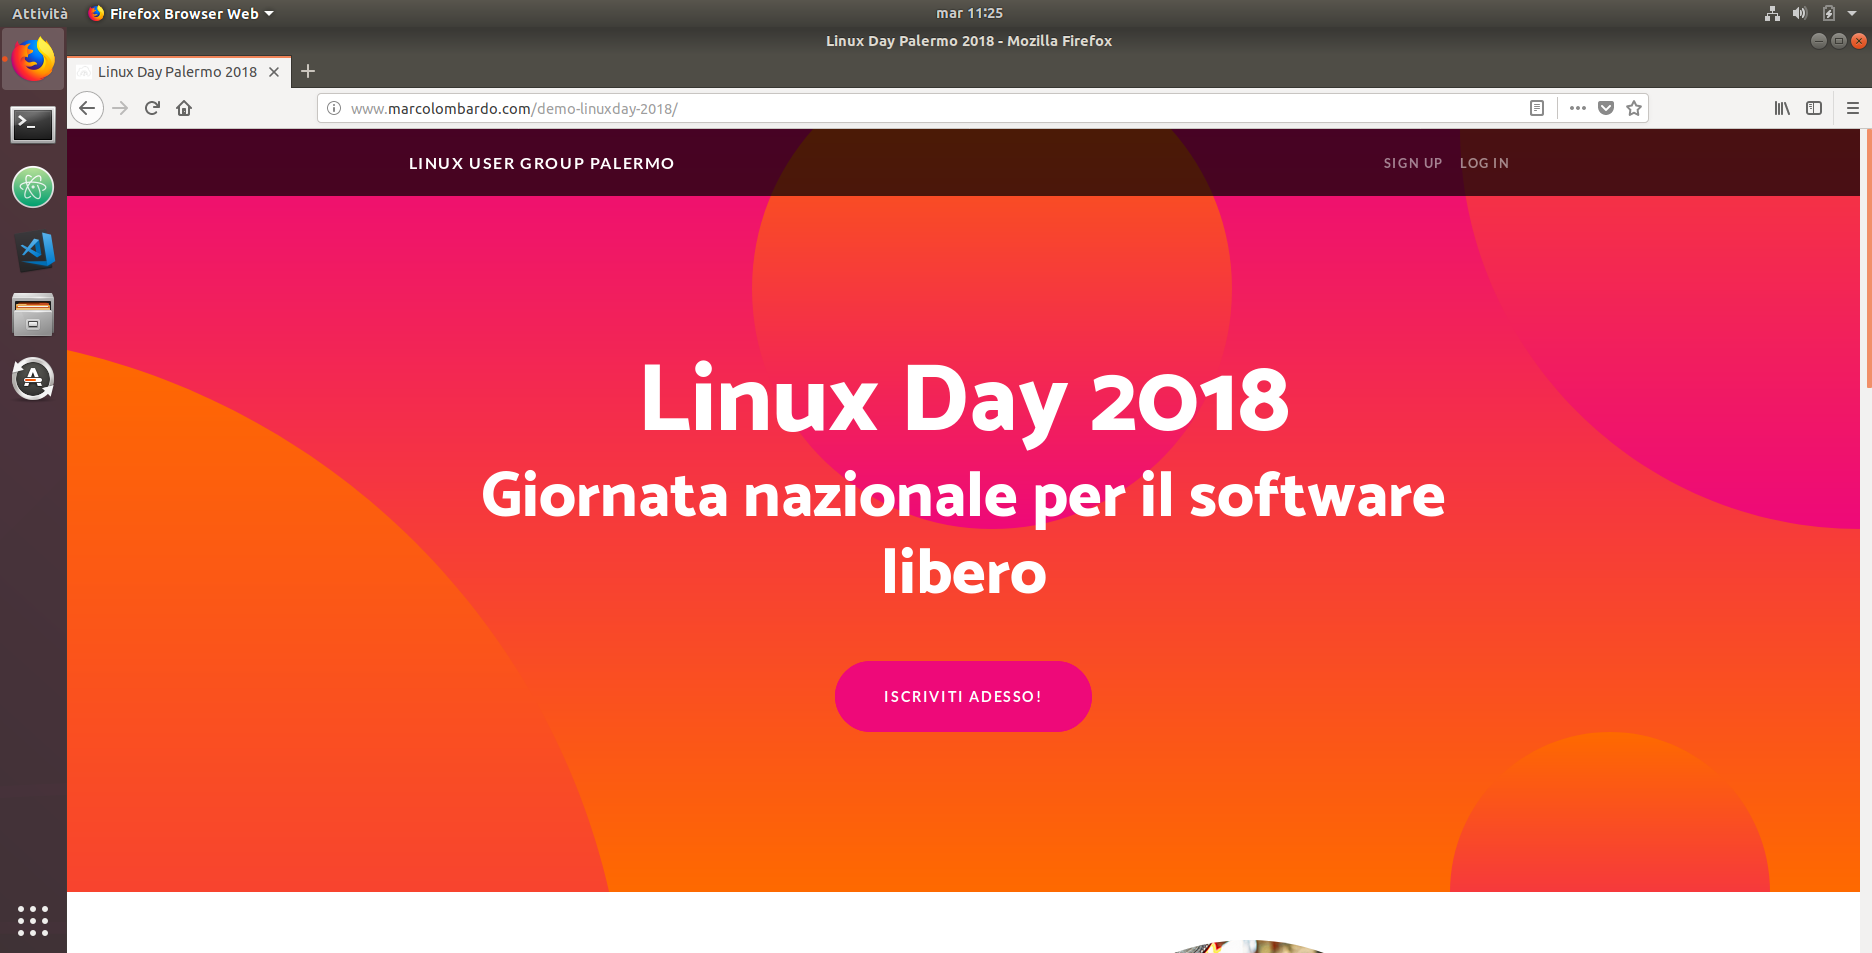 Attività Firefox Browser Web mar 11:25
Linux Day Palermo 2018 - Mozilla Firefox
Linux Day Palermo 2018
www.marcolombardo.com/demo-linuxday-2018/
LINUX USER GROUP PALERMO SIGN UP LOG IN
Linux Day 2018
Giornata nazionale per il software
libero
ISCRIVITI ADESSO!